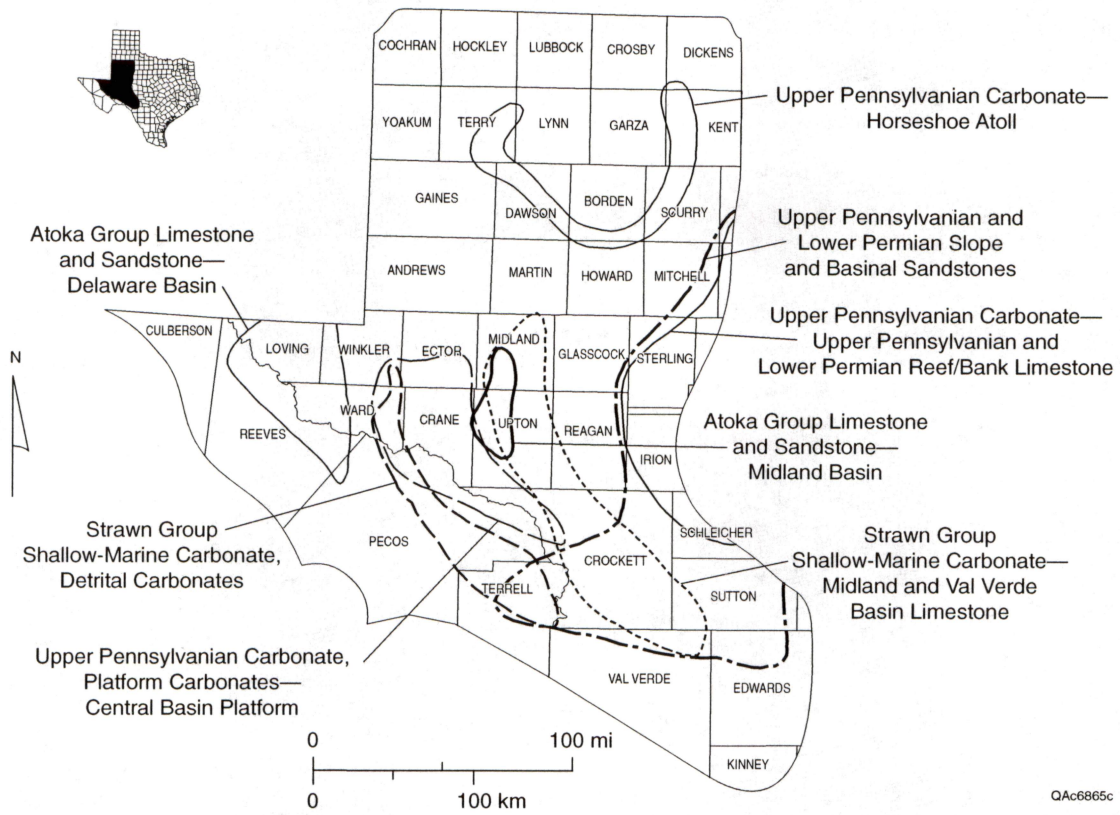 COCHRAN
HOCKLEY
LUBBOCK
CROSBY
DICKENS
YOAKUM
TERRY
LYNN
GARZA
KENT
Upper Pennsylvanian Carbonate—
Horseshoe Atoll
GAINES
DAWSON
BORDEN
SCURRY
Upper Pennsylvanian and
Lower Permian Slope
and Basinal Sandstones
Atoka Group Limestone
and Sandstone—
Delaware Basin
ANDREWS
MARTIN
HOWARD
MITCHELL
Upper Pennsylvanian Carbonate—
Upper Pennsylvanian and
Lower Permian Reef/Bank Limestone
CULBERSON
LOVING
WINKLER
ECTOR
MIDLAND
GLASSCOCK
STERLING
N
REEVES
WARD
CRANE
UPTON
REAGAN
IRION
Atoka Group Limestone
and Sandstone—
Midland Basin
Strawn Group
Shallow-Marine Carbonate,
Detrital Carbonates
PECOS
CROCKETT
SCHLEICHER
TERRELL
SUTTON
Strawn Group
Shallow-Marine Carbonate—
Midland and Val Verde
Basin Limestone
Upper Pennsylvanian Carbonate,
Platform Carbonates—
Central Basin Platform
VAL VERDE
EDWARDS
KINNEY
0
100 mi
0
100 km
QAc6865c